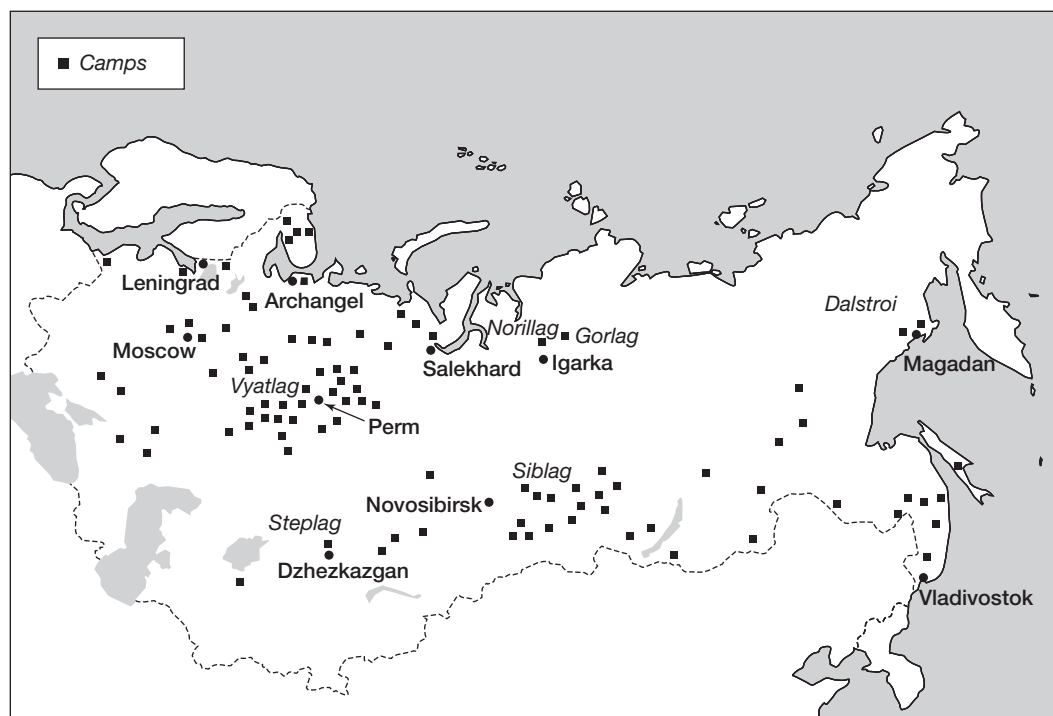 Camps
Dalstroi
Leningrad
Archangel
Norillag
Gorlag
Moscow
Salekhard
Igarka
Magadan
Vyatlag
Perm
Siblag
Novosibirsk
Steplag
Dzhezkazgan
Vladivostok